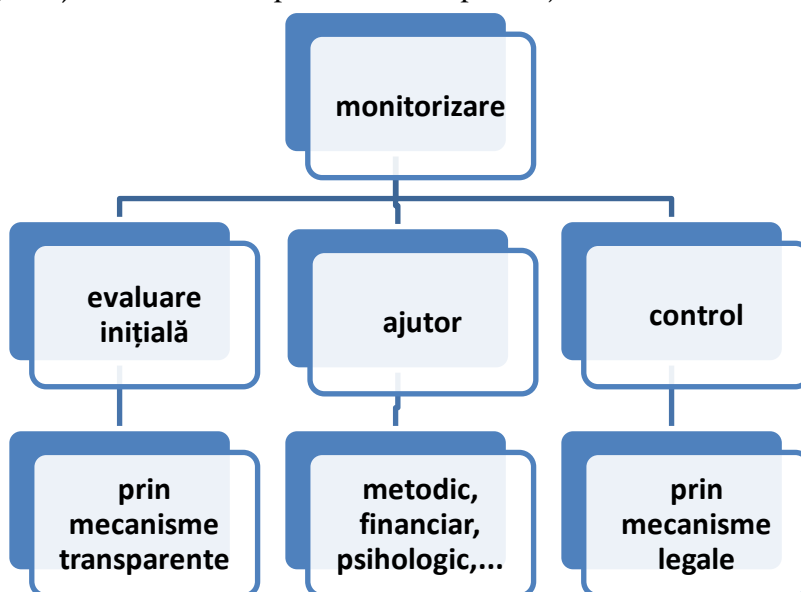 monitorizare
evaluare
inițială
ajutor
control
prin
mecanisme
transparente
metodic,
financiar,
psihologic,...
prin
mecanisme
legale